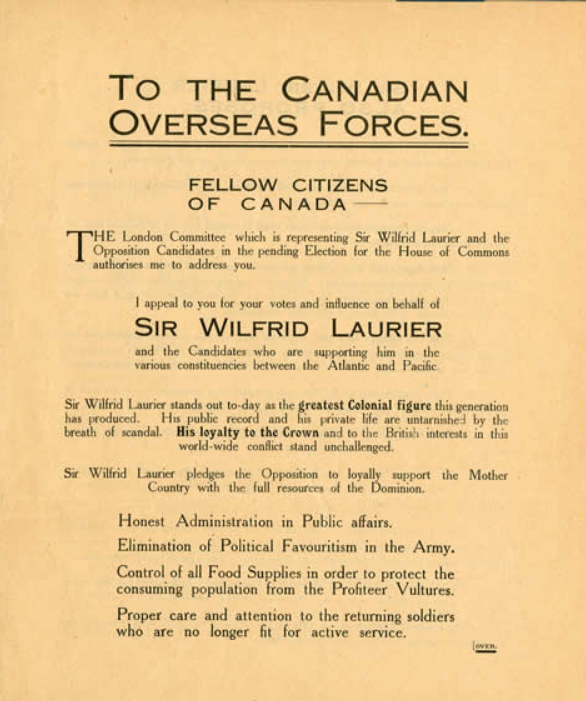 TO THE CANADIAN
OVERSEAS FORCES.
FELLOW CITIZENS
OF CANADA —
THE London Committee which is representing Sir Wilfrid Laurier and the
Opposition Candidates in the pending Election for the House of Commons
authorises me to address you.
I appeal to you for your votes and influence on behalf of
SIR WILFRID LAURIER
and the Candidates who are supporting him in the
various constituencies between the Atlantic and Pacific.
Sir Wilfrid Laurier stands out to-day as the greatest Colonial figure this generation
has produced. His public record and his private life are untarnished by the
breath of scandal. His loyalty to the Crown and to the British interests in this
world-wide conflict stand unchallenged.
Sir Wilfrid Laurier pledges the Opposition to loyally support the Mother
Country with the full resources of the Dominion.
Honest Administration in Public affairs.
Elimination of Political Favouritism in the Army.
Control of all Food Supplies in order to protect the
consuming population from the Profiteer Vultures.
Proper care and attention to the returning soldiers
who are no longer fit for active service.
[OVER.